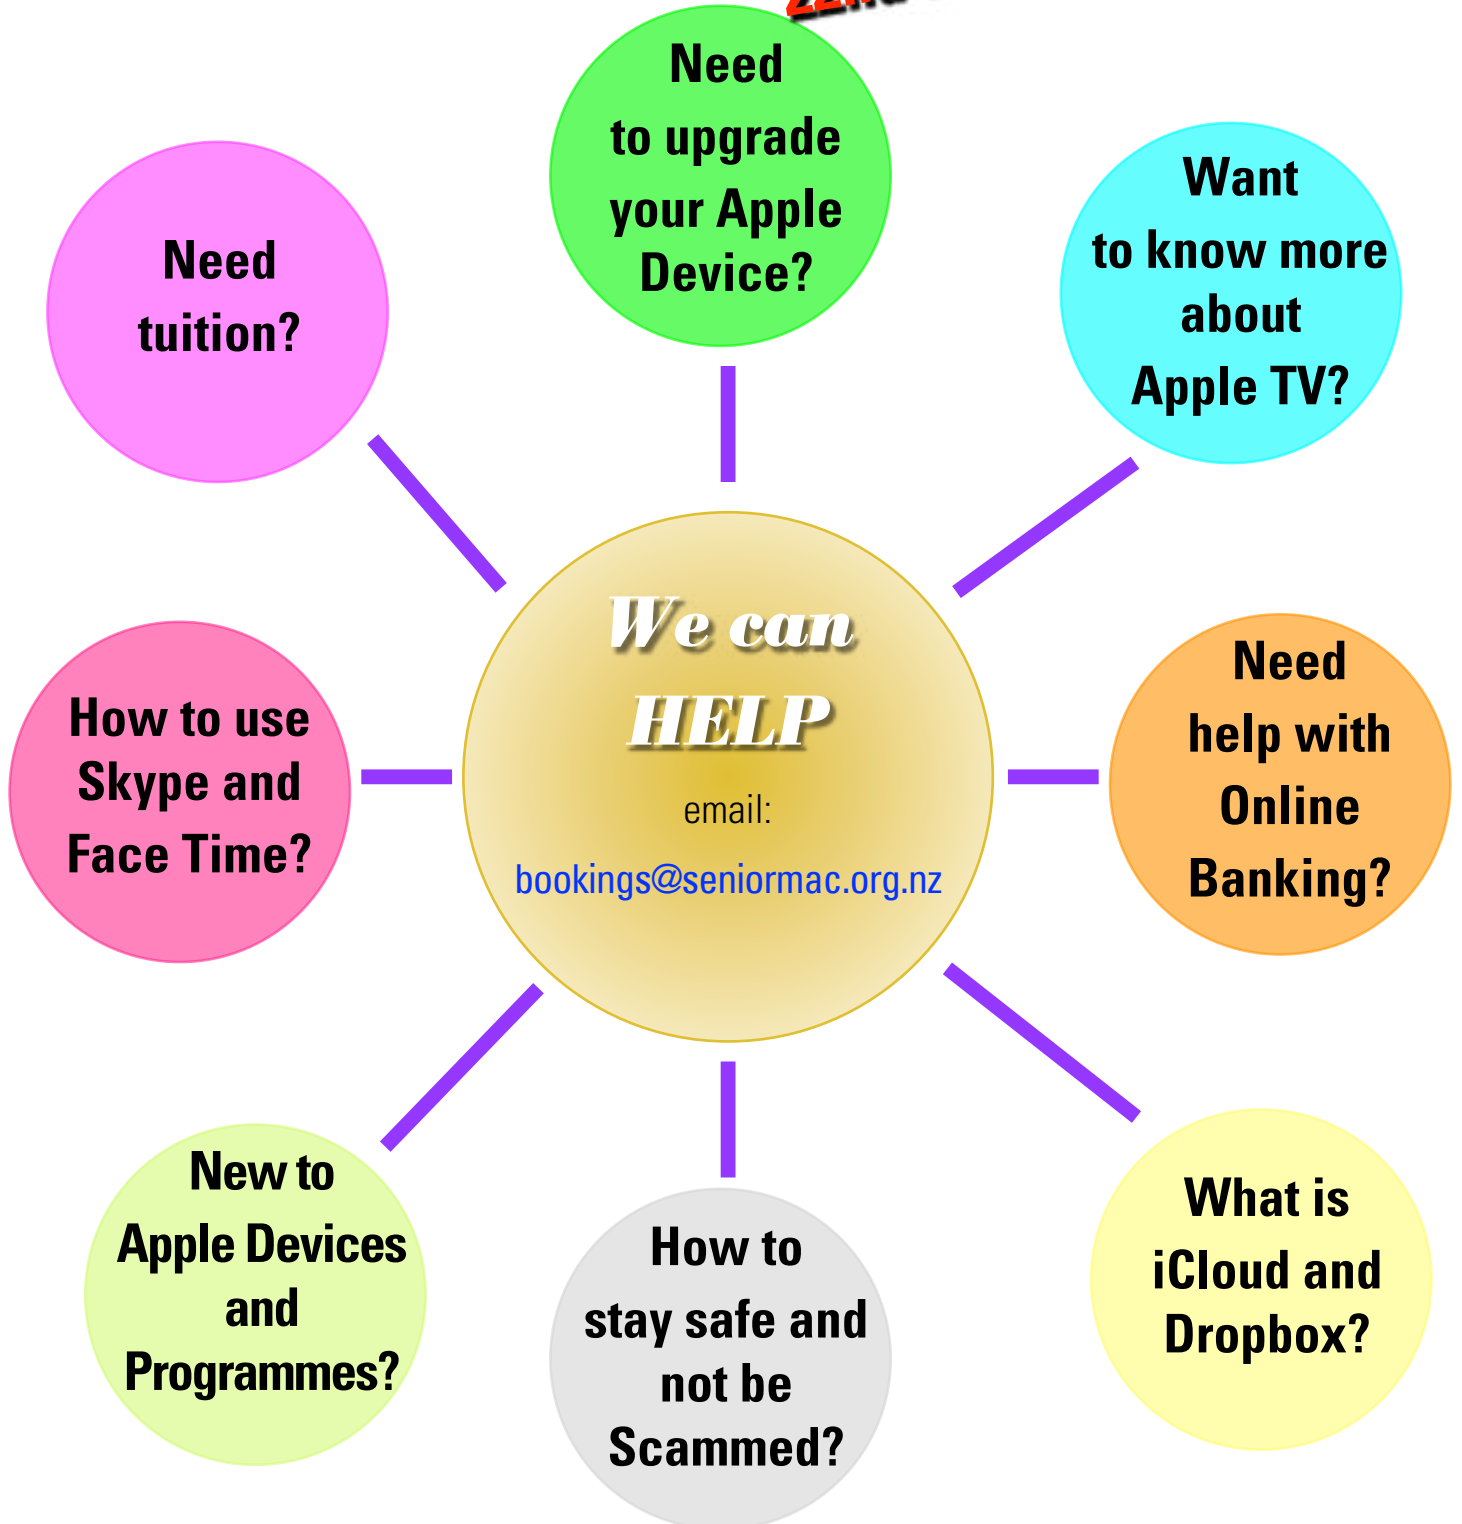 Need
to upgrade
your Apple
Device?
Want
to know more
about
Apple TV?
Need
tuition?
We can
HELP
email:
bookings@seniormac.org.nz
Need
help with
Online
Banking?
How to use
Skype and
Face Time?
New to
Apple Devices
and
Programmes?
How to
stay safe and
not be
Scammed?
What is
iCloud and
Dropbox?